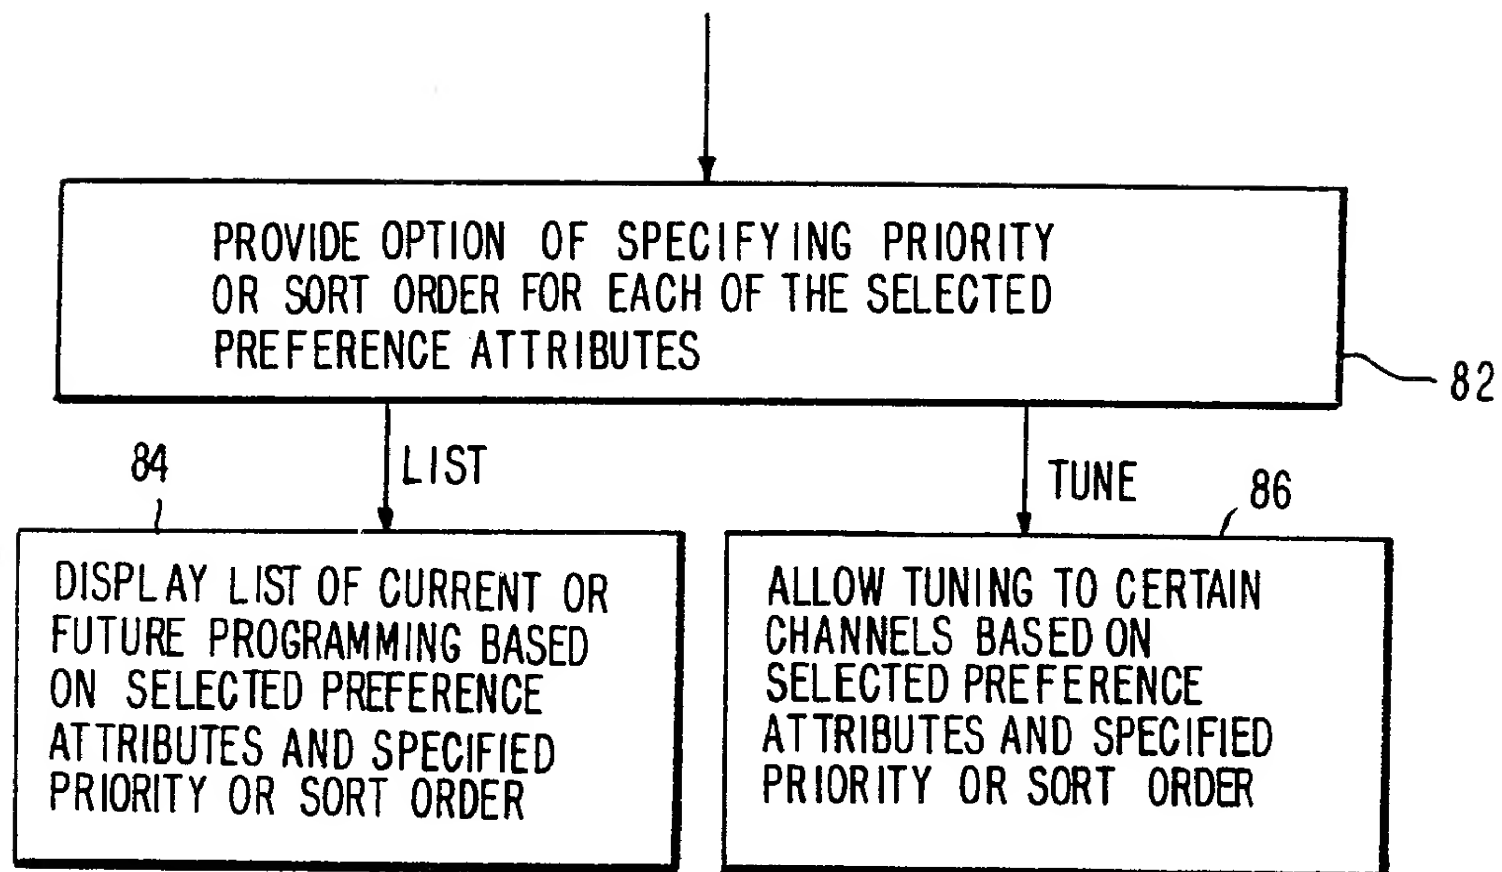 PROVIDE OPTION OF SPECIFYING PRIORITY
OR SORT ORDER FOR EACH OF THE SELECTED
PREFERENCE ATTRIBUTES
82
84
LIST
TUNE
86
DISPLAY LIST OF CURRENT OR
FUTURE PROGRAMMING BASED
ON SELECTED PREFERENCE
ATTRIBUTES AND SPECIFIED
PRIORITY OR SORT ORDER
ALLOW TUNING TO CERTAIN
CHANNELS BASED ON
SELECTED PREFERENCE
ATTRIBUTES AND SPECIFIED
PRIORITY OR SORT ORDER